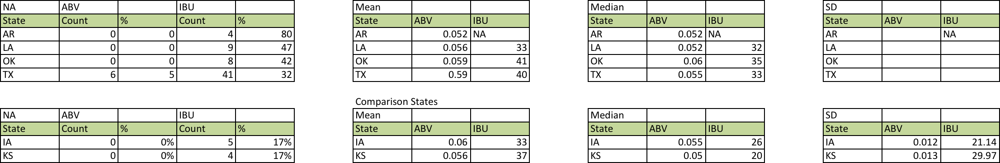 NA ABV IBU Mean Median SD
State Count % Count % State ABV IBU State ABV IBU State ABV IBU
AR 0 0 4 80 AR 0.052 NA AR 0.052 NA AR NA
LA 0 0 9 47 LA 0.056 33 LA 0.052 32 LA
OK 0 0 8 42 OK 0.059 41 OK 0.06 35 OK
TX 6 5 41 32 TX 0.59 40 TX 0.055 33 TX
Comparison States
NA ABV IBU Mean Median SD
State Count % Count % State ABV IBU State ABV IBU State ABV IBU
IA 0 0% 5 17% IA 0.06 33 IA 0.055 26 IA 0.012 21.14
KS 0 0% 4 17% KS 0.056 37 KS 0.05 20 KS 0.013 29.97